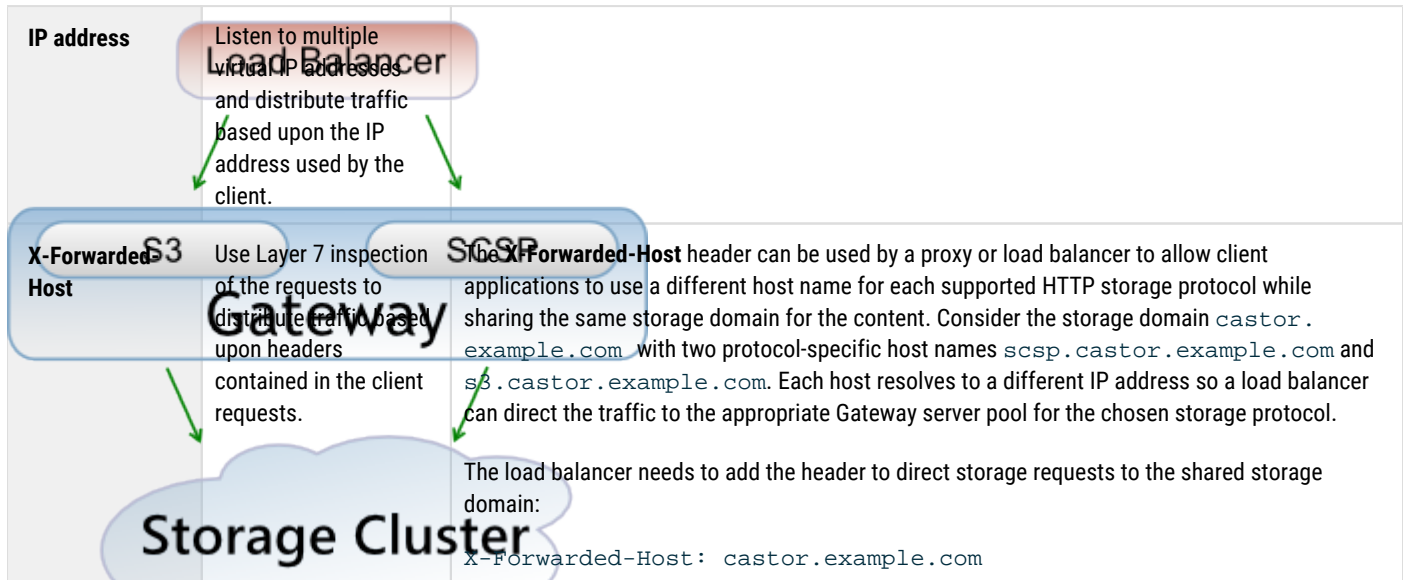 IP address
Listen to multiple
virtual IP addresses
and distribute traffic
based upon the IP
address used by the
client.
Load Balancer
X-Forwarded-
Host
Use Layer 7 inspection
of the requests to
distribute traffic based
upon headers
contained in the client
requests.
The X-Forwarded-Host header can be used by a proxy or load balancer to allow client
applications to use a different host name for each supported HTTP storage protocol while
sharing the same storage domain for the content. Consider the storage domain castor.
example.com with two protocol-specific host names scsp.castor.example.com and
s3.castor.example.com. Each host resolves to a different IP address so a load balancer
can direct the traffic to the appropriate Gateway server pool for the chosen storage protocol.
The load balancer needs to add the header to direct storage requests to the shared storage
domain:
X-Forwarded-Host: castor.example.com
S3
SCSP
Gateway
Storage Cluster